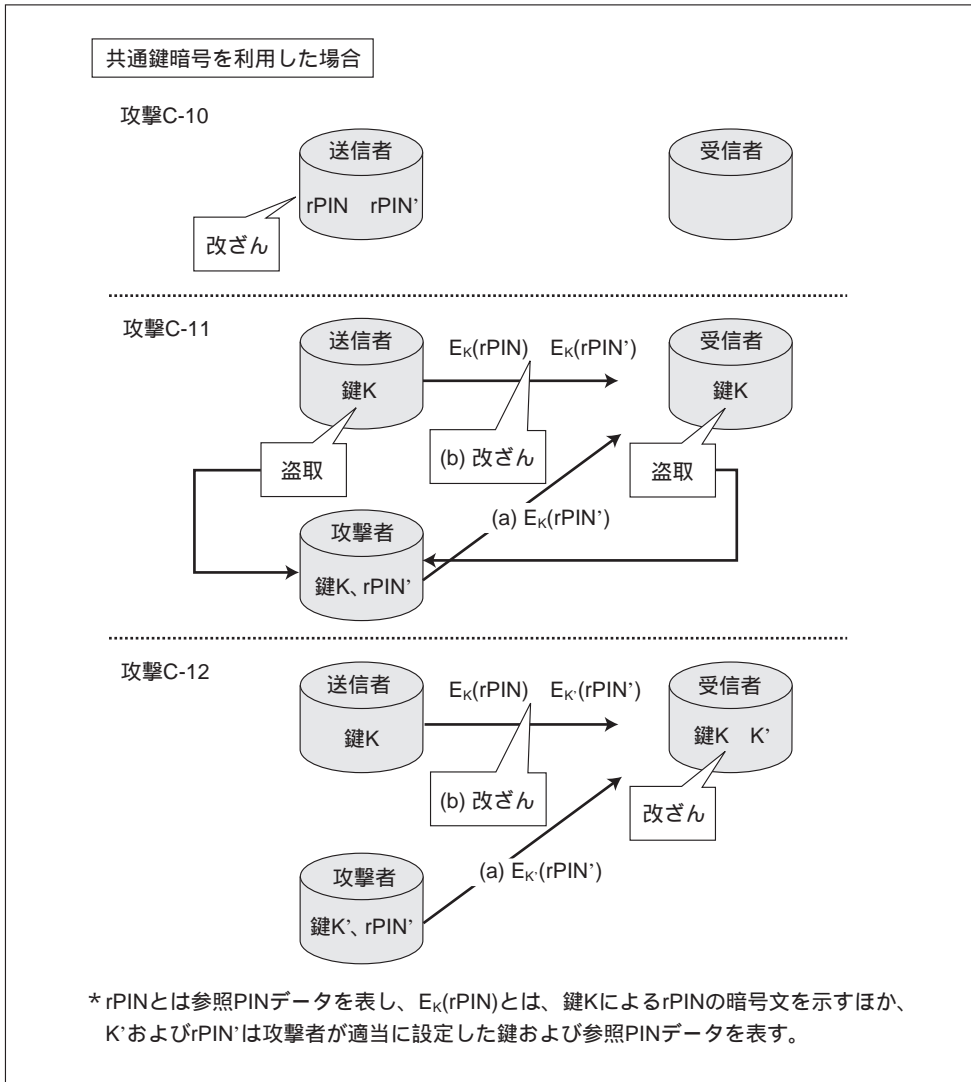 共通鍵暗号を利用した場合
攻撃C-10
送信者
rPIN rPIN’
改ざん
受信者
攻撃C-11
送信者
鍵K
盗取
EK(rPIN) EK(rPIN’)
(b) 改ざん
受信者
鍵K
盗取
(a) EK(rPIN’)
攻撃者
鍵K、rPIN’
攻撃C-12
送信者
鍵K
EK(rPIN) EK’(rPIN’)
(b) 改ざん
受信者
鍵K K’
改ざん
(a) EK’(rPIN’)
攻撃者
鍵K’、rPIN’
*rPINとは参照PINデータを表し、EK(rPIN)とは、鍵KによるrPINの暗号文を示すほか、
K’およびrPIN’は攻撃者が適当に設定した鍵および参照PINデータを表す。